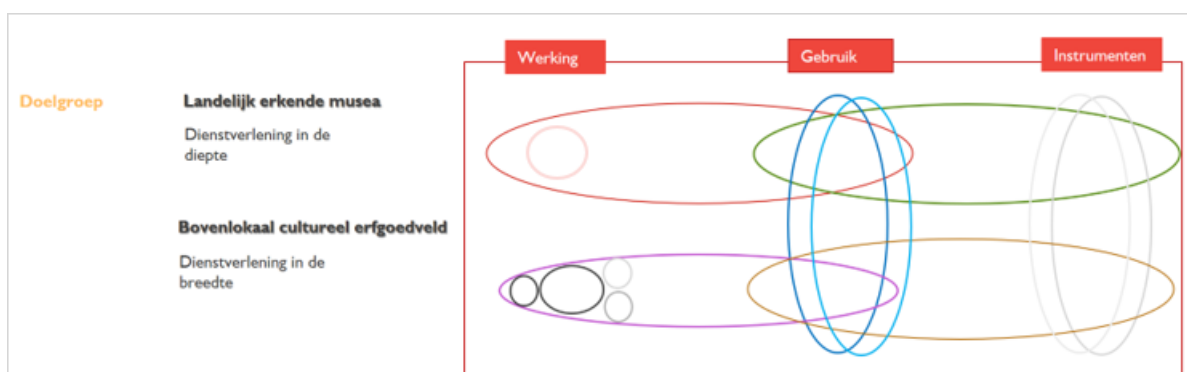 Werking
Gebruik
Instrumenten
Doelgroep
Landelijk erkende musea
Dienstverlening in de
diepte
Bovenlokaal cultureel erfgoedveld
Dienstverlening in de
breedte